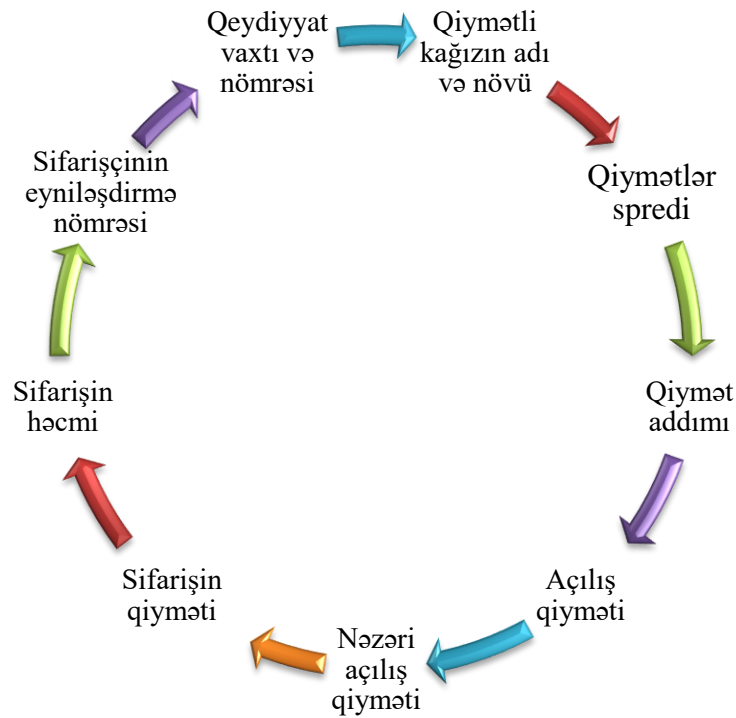 Qeydiyyat
vaxtı və
nömrəsi
Qiymətli
kağızın adı
və növü
Qiymətlər
spredi
Qiymət
addımı
Açılış
qiyməti
Nəzəri
açılış
qiyməti
Sifarişin
qiyməti
Sifarişin
həcmi
Sifarişçinin
eyniləşdirmə
nömrəsi